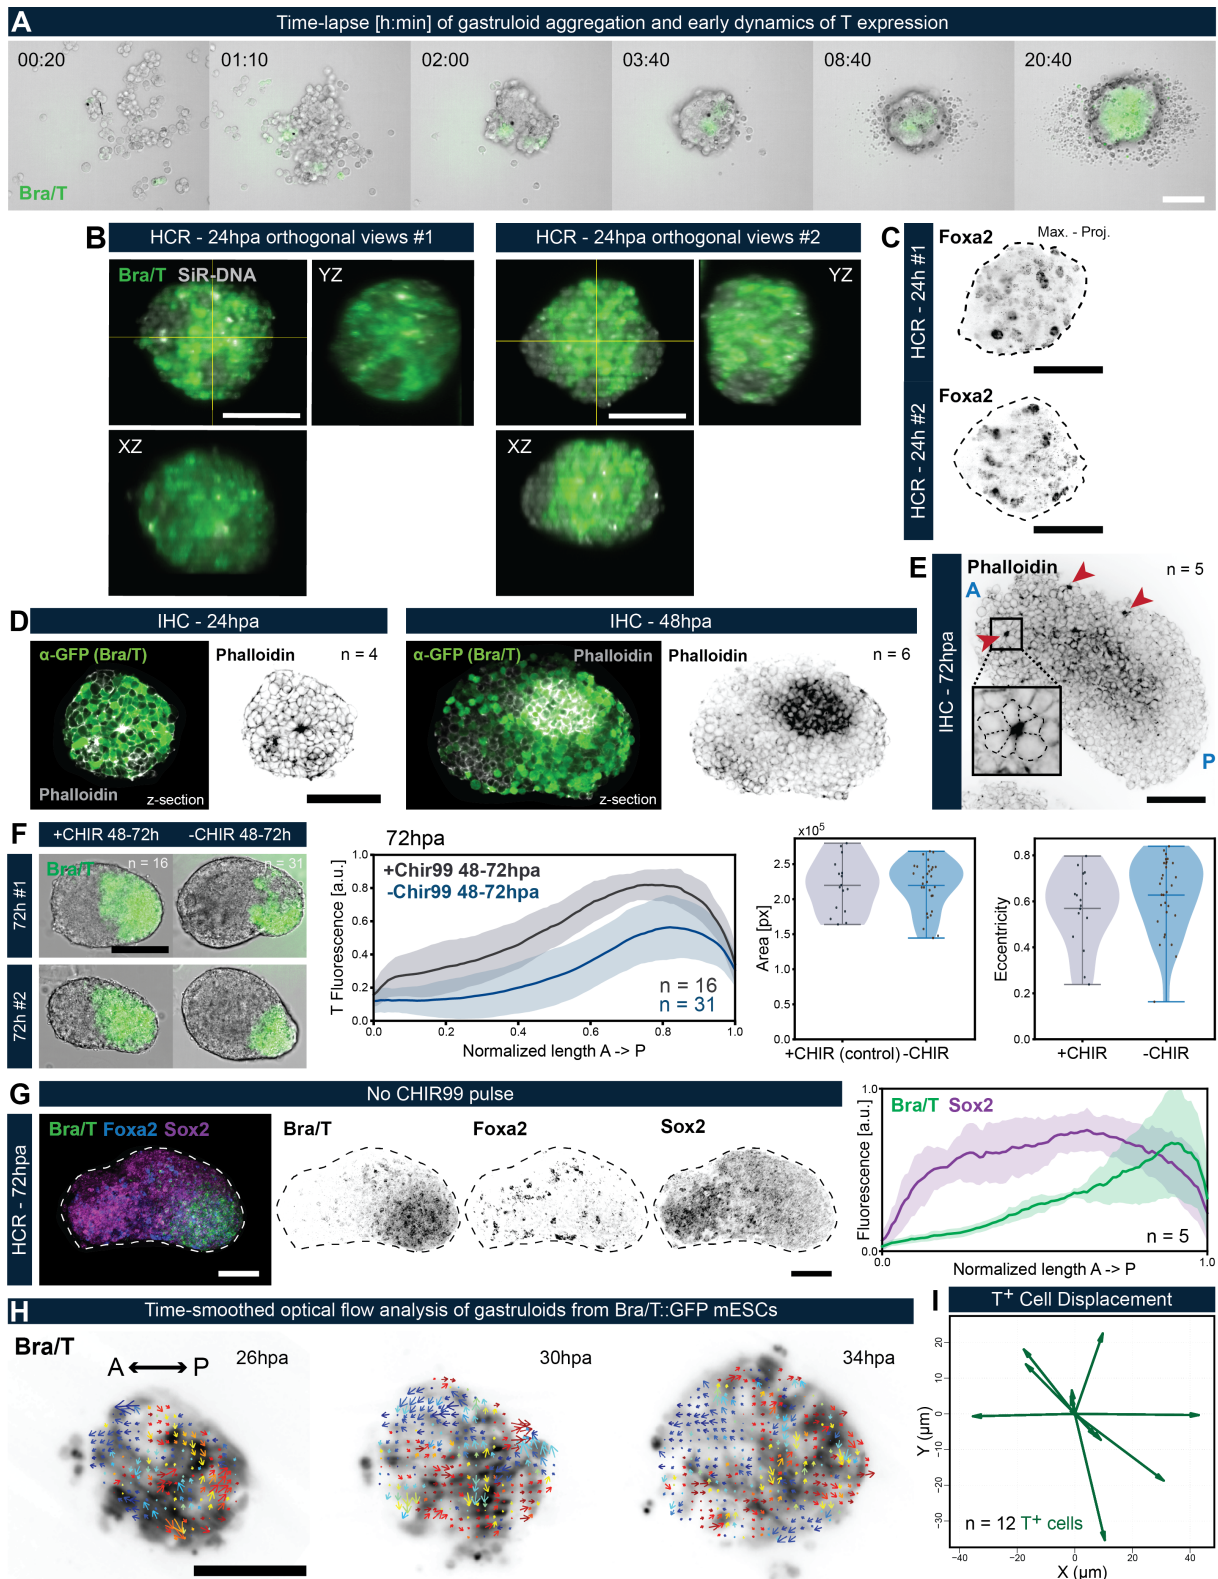 A
Time-lapse [h:min] of gastruloid aggregation and early dynamics of T expression
00:20
01:10
02:00
03:40
08:40
20:40
Bra/T
B
HCR - 24hpa orthogonal views #1
HCR - 24hpa orthogonal views #2
Bra/T SiR-DNA
YZ
YZ
XZ
XZ
C
HCR - 24h #1
Foxa2
Max. - Proj.
HCR - 24h #2
Foxa2
D
IHC - 24hpa
IHC - 48hpa
α-GFP (Bra/T)
Phalloidin
n = 4
Phalloidin
z-section
α-GFP (Bra/T)
Phalloidin
Phalloidin
n = 6
z-section
E
IHC - 72hpa
Phalloidin
n = 5
A
P
F
+CHIR 48-72h
-CHIR 48-72h
72h #1
72h #2
Bra/T
n = 16
n = 31
72hpa
+Chir99 48-72hpa
-Chir99 48-72hpa
n = 16
n = 31
T Fluorescence [a.u.]
1.0
0.8
0.6
0.4
0.2
0.0
0.0 0.2 0.4 0.6 0.8 1.0
Normalized length A -> P
x10⁵
Area [px]
2.5
2.0
1.5
1.0
0.5
0.0
+CHIR (control) -CHIR
Eccentricity
0.8
0.6
0.4
0.2
0.0
+CHIR -CHIR
G
No CHIR99 pulse
HCR - 72hpa
Bra/T Foxa2 Sox2
Bra/T
Foxa2
Sox2
Bra/T Sox2
Fluorescence [a.u.]
1.0
0.0
n = 5
0.0 1.0
Normalized length A -> P
H
Time-smoothed optical flow analysis of gastruloids from Bra/T::GFP mESCs
Bra/T
A P
26hpa
30hpa
34hpa
I
T⁺ Cell Displacement
Y (µm)
20
10
0
−10
−20
−30
n = 12 T⁺ cells
−40 −20 0 20 40
X (µm)